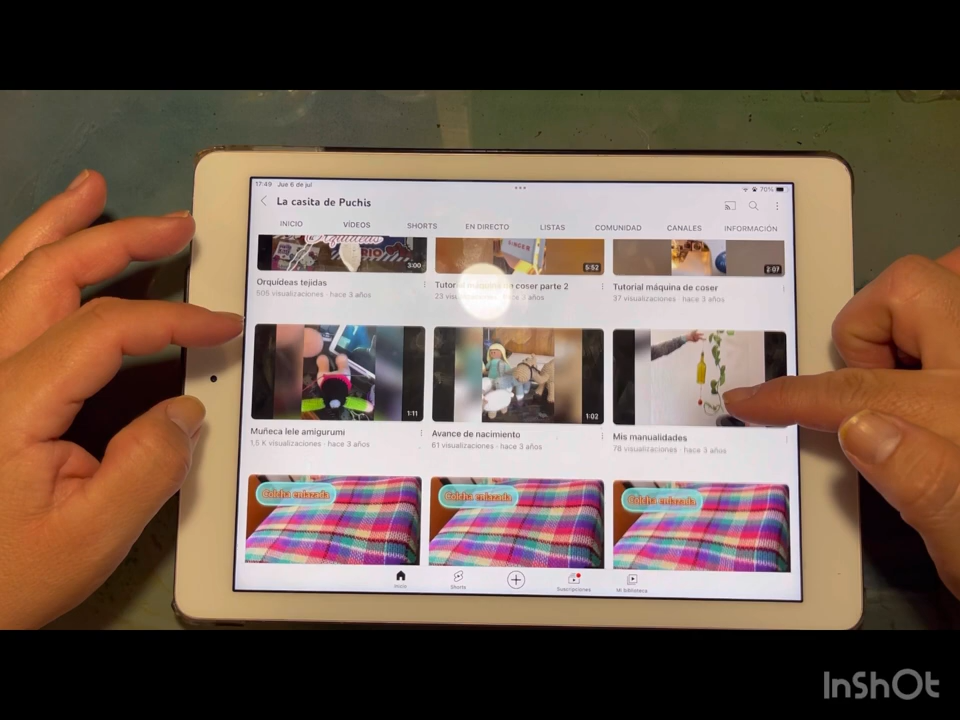 17:49 Jue 6 de jul
70%
La casita de Puchis
INICIO VÍDEOS SHORTS EN DIRECTO LISTAS COMUNIDAD CANALES INFORMACIÓN
SINGER
3:00 5:52 2:07
Orquídeas tejidas
505 visualizaciones · hace 3 años
Tutorial máquina de coser parte 2
23 visualizaciones · hace 3 años
Tutorial máquina de coser
37 visualizaciones · hace 3 años
1:11 1:02
Muñeca lele amigurumi
1,5 K visualizaciones · hace 3 años
Avance de nacimiento
61 visualizaciones · hace 3 años
Mis manualidades
78 visualizaciones · hace 3 años
Colcha enlazada
Colcha enlazada
Colcha enlazada
Inicio Shorts Suscripciones Mi biblioteca
InShOt